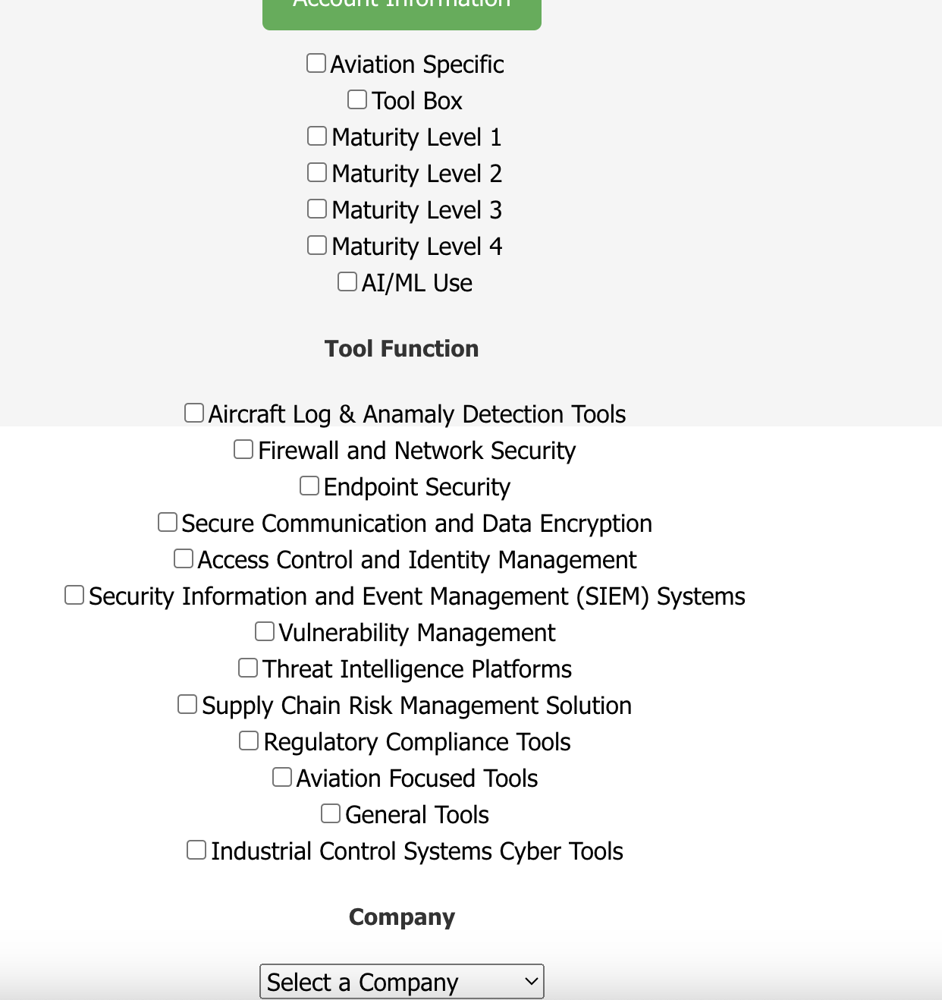 Account Information
Aviation Specific
Tool Box
Maturity Level 1
Maturity Level 2
Maturity Level 3
Maturity Level 4
AI/ML Use
Tool Function
Aircraft Log & Anamaly Detection Tools
Firewall and Network Security
Endpoint Security
Secure Communication and Data Encryption
Access Control and Identity Management
Security Information and Event Management (SIEM) Systems
Vulnerability Management
Threat Intelligence Platforms
Supply Chain Risk Management Solution
Regulatory Compliance Tools
Aviation Focused Tools
General Tools
Industrial Control Systems Cyber Tools
Company
Select a Company